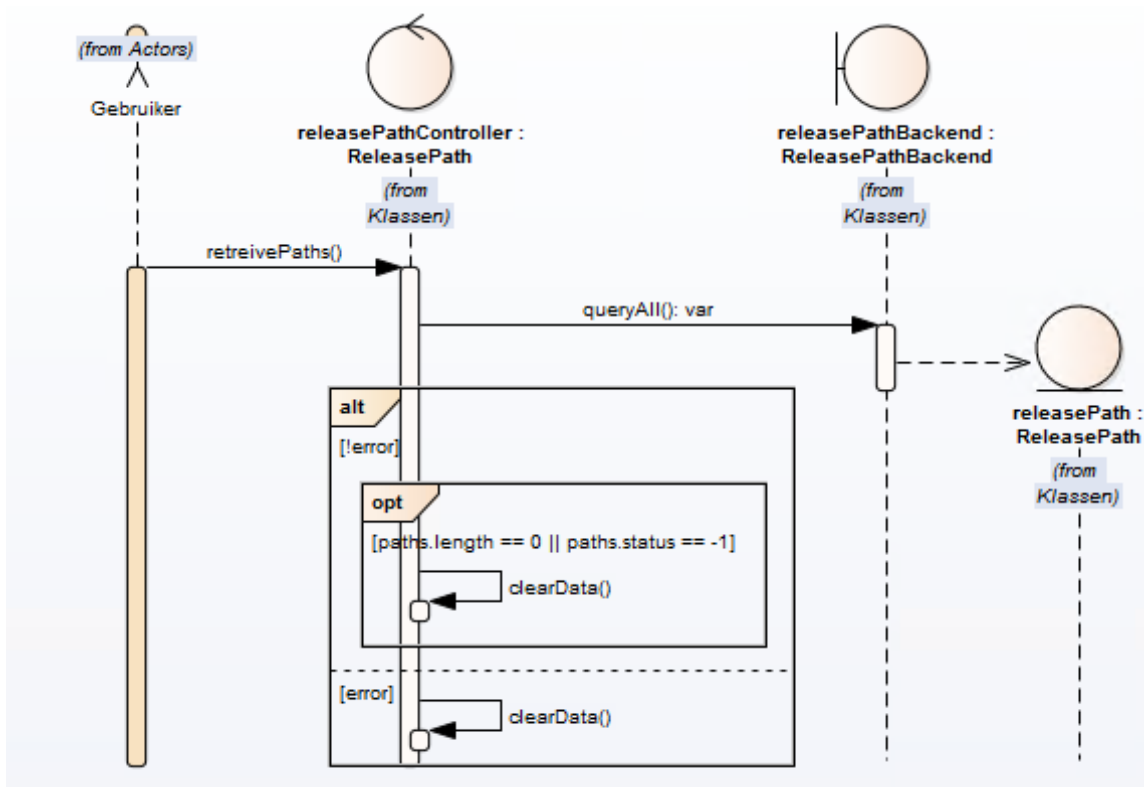 (from Actors)
Gebruiker
releasePathController :
ReleasePath
(from
Klassen)
releasePathBackend :
ReleasePathBackend
(from
Klassen)
retreivePaths()
queryAll(): var
releasePath :
ReleasePath
(from
Klassen)
alt
[!error]
opt
[paths.length == 0 || paths.status == -1]
clearData()
[error]
clearData()